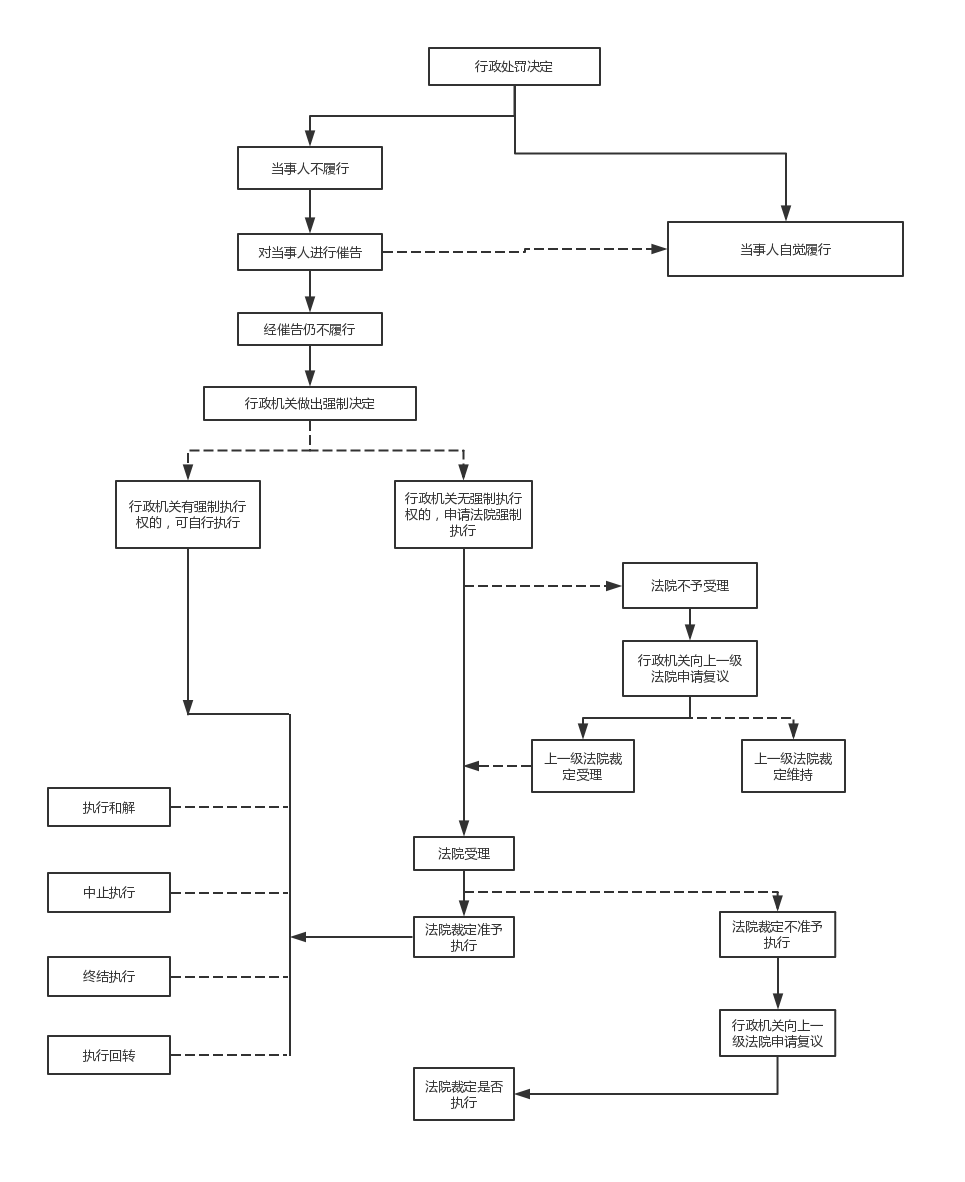 行政处罚决定
当事人不履行
对当事人进行催告
当事人自觉履行
经催告仍不履行
行政机关做出强制决定
行政机关有强制执行
权的，可自行执行
行政机关无强制执行
权的，申请法院强制
执行
法院不予受理
行政机关向上一级
法院申请复议
上一级法院裁
定受理
上一级法院裁
定维持
执行和解
法院受理
中止执行
法院裁定准予
执行
法院裁定不准予
执行
终结执行
行政机关向上一
级法院申请复议
执行回转
法院裁定是否
执行